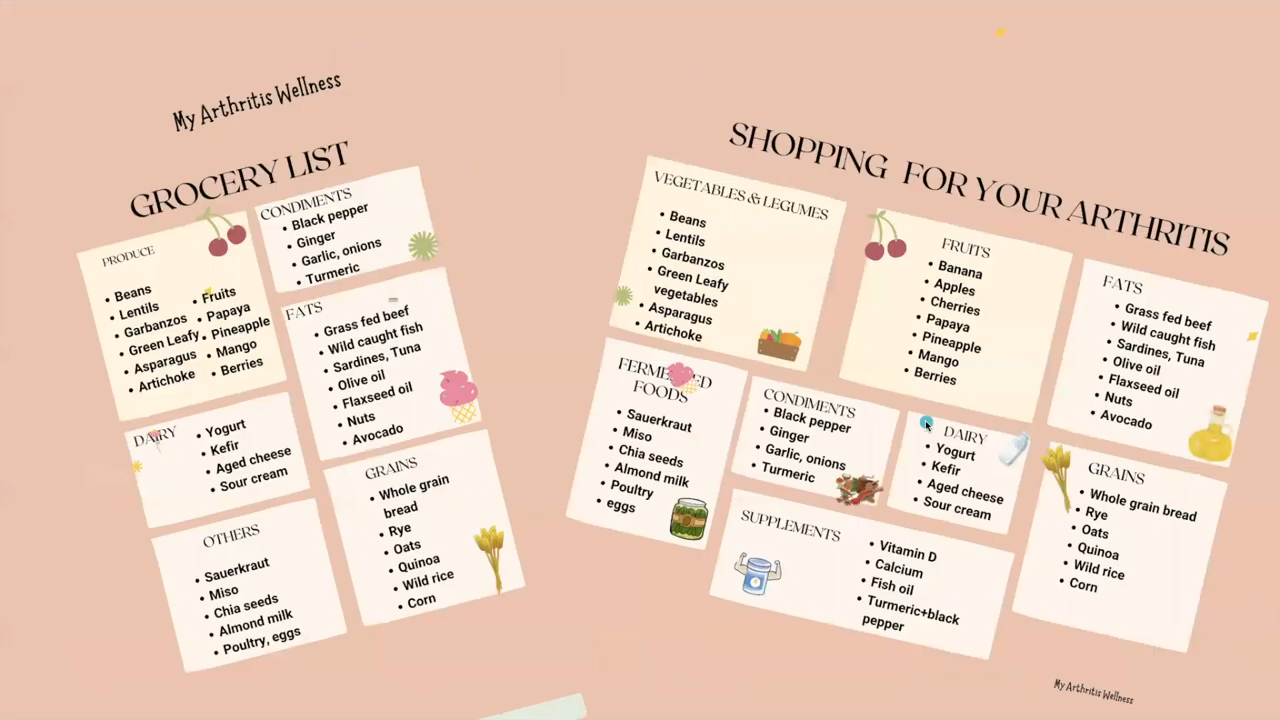 My Arthritis Wellness
GROCERY LIST
PRODUCE
Beans
Lentils
Garbanzos
Green Leafy
Asparagus
Artichoke
Fruits
Papaya
Pineapple
Mango
Berries
CONDIMENTS
Black pepper
Ginger
Garlic, onions
Turmeric
FATS
Grass fed beef
Wild caught fish
Sardines, Tuna
Olive oil
Flaxseed oil
Nuts
Avocado
DAIRY
Yogurt
Kefir
Aged cheese
Sour cream
OTHERS
Sauerkraut
Miso
Chia seeds
Almond milk
Poultry, eggs
GRAINS
Whole grain
bread
Rye
Oats
Quinoa
Wild rice
Corn
SHOPPING FOR YOUR ARTHRITIS
VEGETABLES & LEGUMES
Beans
Lentils
Garbanzos
Green Leafy
vegetables
Asparagus
Artichoke
FRUITS
Banana
Apples
Cherries
Papaya
Pineapple
Mango
Berries
FATS
Grass fed beef
Wild caught fish
Sardines, Tuna
Olive oil
Flaxseed oil
Nuts
Avocado
FERMENTED
FOODS
Sauerkraut
Miso
Chia seeds
Almond milk
Poultry
eggs
CONDIMENTS
Black pepper
Ginger
Garlic, onions
Turmeric
DAIRY
Yogurt
Kefir
Aged cheese
Sour cream
GRAINS
Whole grain bread
Rye
Oats
Quinoa
Wild rice
Corn
SUPPLEMENTS
Vitamin D
Calcium
Fish oil
Turmeric+black
pepper
My Arthritis Wellness